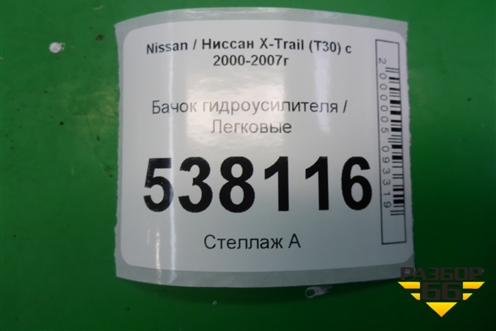 Nissan / Ниссан X-Trail (T30) с
2000-2007г
Бачок гидроусилителя /
Легковые
538116
Стеллаж А
2000005093319
РАЗБОР
66